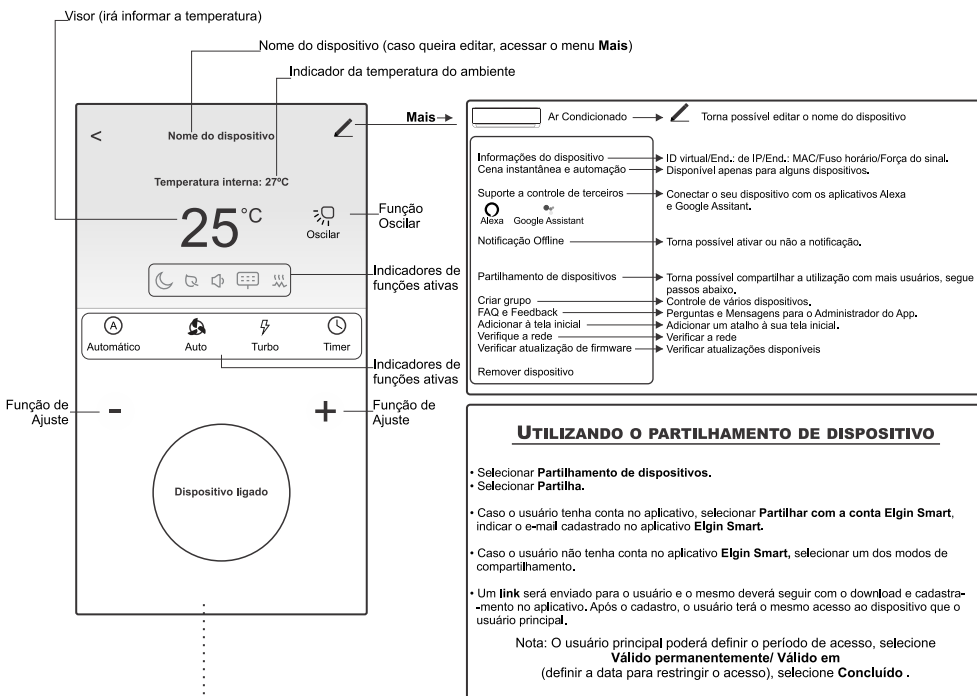 Visor (irá informar a temperatura)
Nome do dispositivo (caso queira editar, acessar o menu Mais)
Indicador da temperatura do ambiente
<
Nome do dispositivo
Temperatura interna: 27ºC
25°C
Oscilar
Função
Oscilar
Indicadores de
funções ativas
A
Automático
Auto
Turbo
Timer
Indicadores de
funções ativas
Função de
Ajuste
-
+
Função de
Ajuste
Dispositivo ligado
Mais
Ar Condicionado
Torna possível editar o nome do dispositivo
Informações do dispositivo
ID virtual/End.: de IP/End.: MAC/Fuso horário/Força do sinal.
Cena instantânea e automação
Disponível apenas para alguns dispositivos.
Suporte a controle de terceiros
Conectar o seu dispositivo com os aplicativos Alexa
e Google Assitant.
Alexa
Google Assistant
Notificação Offline
Torna possível ativar ou não a notificação.
Partilhamento de dispositivos
Torna possível compartilhar a utilização com mais usuários, segue
passos abaixo.
Criar grupo
Controle de vários dispositivos.
FAQ e Feedback
Perguntas e Mensagens para o Administrador do App.
Adicionar à tela inicial
Adicionar um atalho à sua tela inicial.
Verifique a rede
Verificar a rede
Verificar atualização de firmware
Verificar atualizações disponíveis
Remover dispositivo
UTILIZANDO O PARTILHAMENTO DE DISPOSITIVO
• Selecionar Partilhamento de dispositivos.
• Selecionar Partilha.
• Caso o usuário tenha conta no aplicativo, selecionar Partilhar com a conta Elgin Smart,
indicar o e-mail cadastrado no aplicativo Elgin Smart.
• Caso o usuário não tenha conta no aplicativo Elgin Smart, selecionar um dos modos de
compartilhamento.
• Um link será enviado para o usuário e o mesmo deverá seguir com o download e cadastra-
-mento no aplicativo. Após o cadastro, o usuário terá o mesmo acesso ao dispositivo que o
usuário principal.
Nota: O usuário principal poderá definir o período de acesso, selecione
Válido permanentemente/ Válido em
(definir a data para restringir o acesso), selecione Concluído .